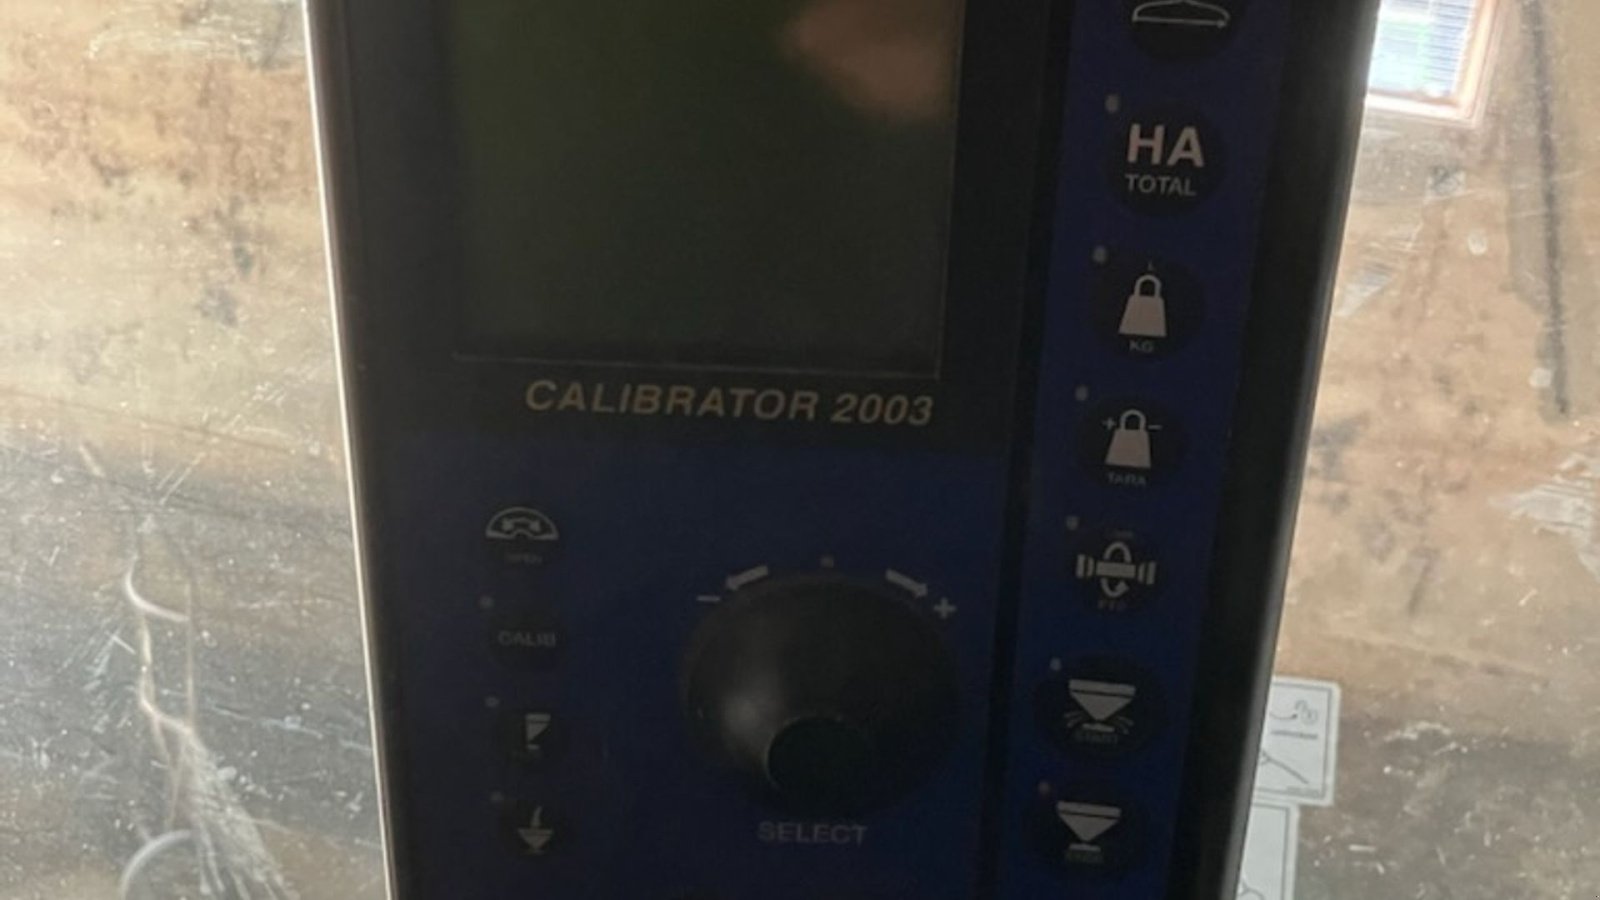 HA
TOTAL
KG
CALIBRATOR 2003
TARA
CALIB
SELECT